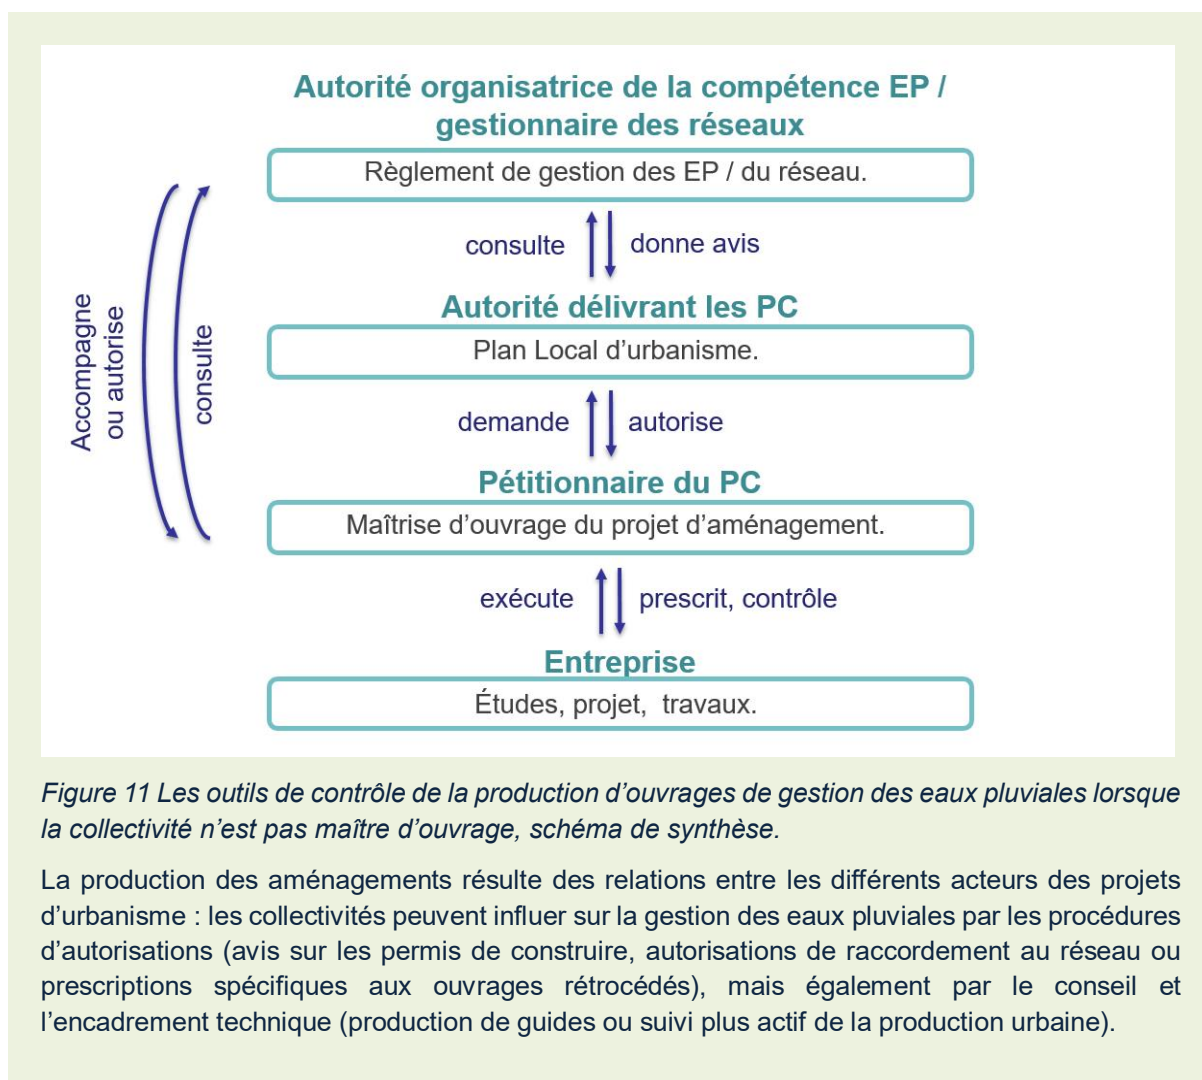 Autorité organisatrice de la compétence EP /
gestionnaire des réseaux
Règlement de gestion des EP / du réseau.
consulte
donne avis
Autorité délivrant les PC
Plan Local d’urbanisme.
Accompagne
ou autorise
consulte
demande
autorise
Pétitionnaire du PC
Maîtrise d’ouvrage du projet d’aménagement.
exécute
prescrit, contrôle
Entreprise
Études, projet, travaux.
Figure 11 Les outils de contrôle de la production d’ouvrages de gestion des eaux pluviales lorsque
la collectivité n’est pas maître d’ouvrage, schéma de synthèse.
La production des aménagements résulte des relations entre les différents acteurs des projets
d’urbanisme : les collectivités peuvent influer sur la gestion des eaux pluviales par les procédures
d’autorisations (avis sur les permis de construire, autorisations de raccordement au réseau ou
prescriptions spécifiques aux ouvrages rétrocédés), mais également par le conseil et
l’encadrement technique (production de guides ou suivi plus actif de la production urbaine).